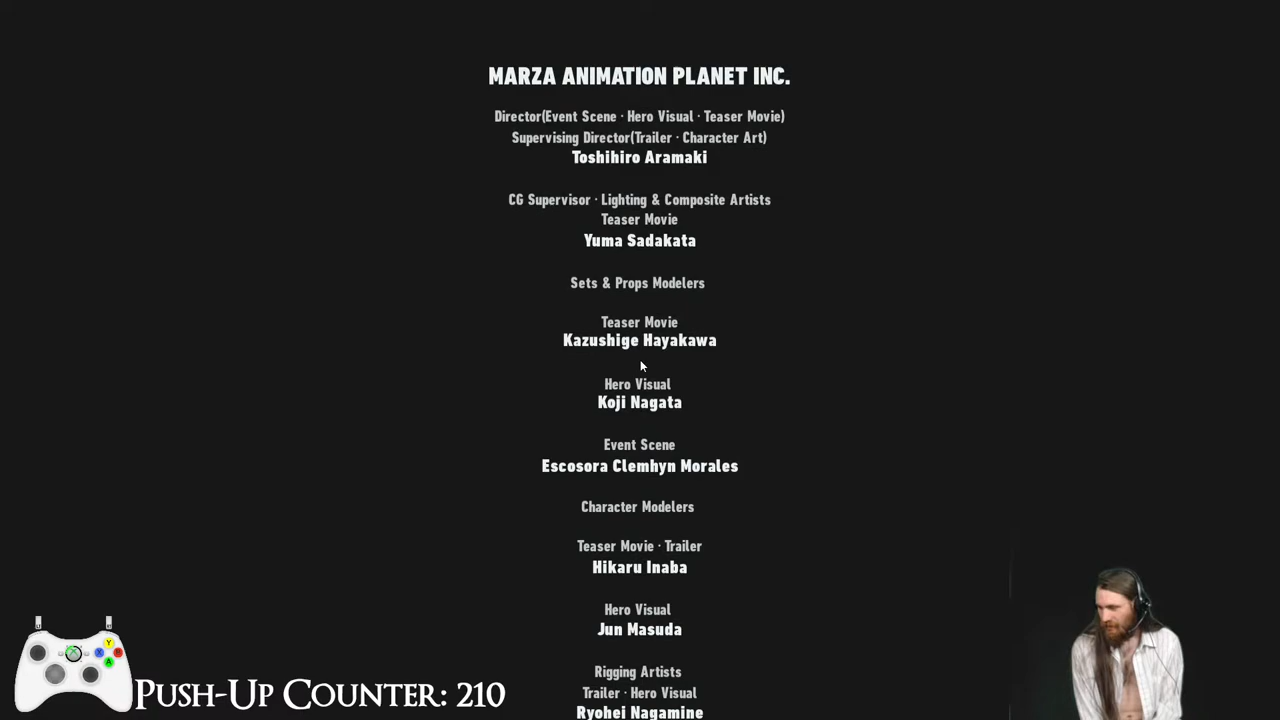 MARZA ANIMATION PLANET INC.
Director(Event Scene · Hero Visual · Teaser Movie)
Supervising Director(Trailer · Character Art)
Toshihiro Aramaki
CG Supervisor · Lighting & Composite Artists
Teaser Movie
Yuma Sadakata
Sets & Props Modelers
Teaser Movie
Kazushige Hayakawa
Hero Visual
Koji Nagata
Event Scene
Escosora Clemhyn Morales
Character Modelers
Teaser Movie · Trailer
Hikaru Inaba
Hero Visual
Jun Masuda
Rigging Artists
Trailer · Hero Visual
Ryohei Nagamine
Y
X
B
A
Push-Up Counter: 210